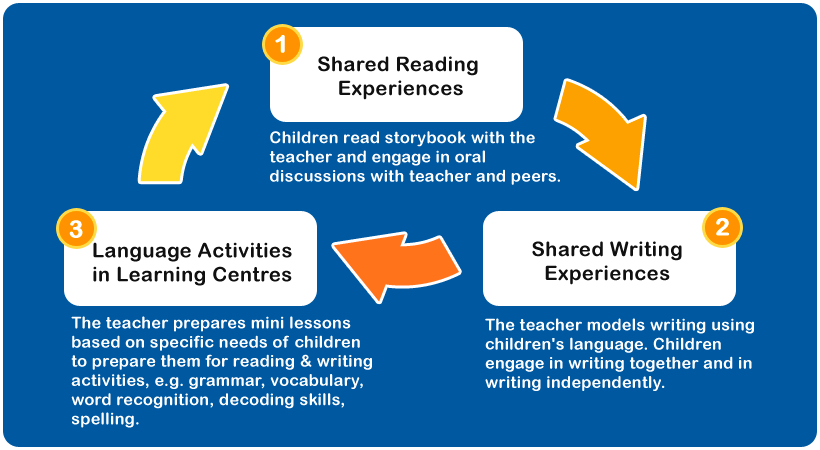 1
Shared Reading
Experiences
Children read storybook with the
teacher and engage in oral
discussions with teacher and peers.
2
Shared Writing
Experiences
The teacher models writing using
children's language. Children
engage in writing together and in
writing independently.
3
Language Activities
in Learning Centres
The teacher prepares mini lessons
based on specific needs of children
to prepare them for reading & writing
activities, e.g. grammar, vocabulary,
word recognition, decoding skills,
spelling.